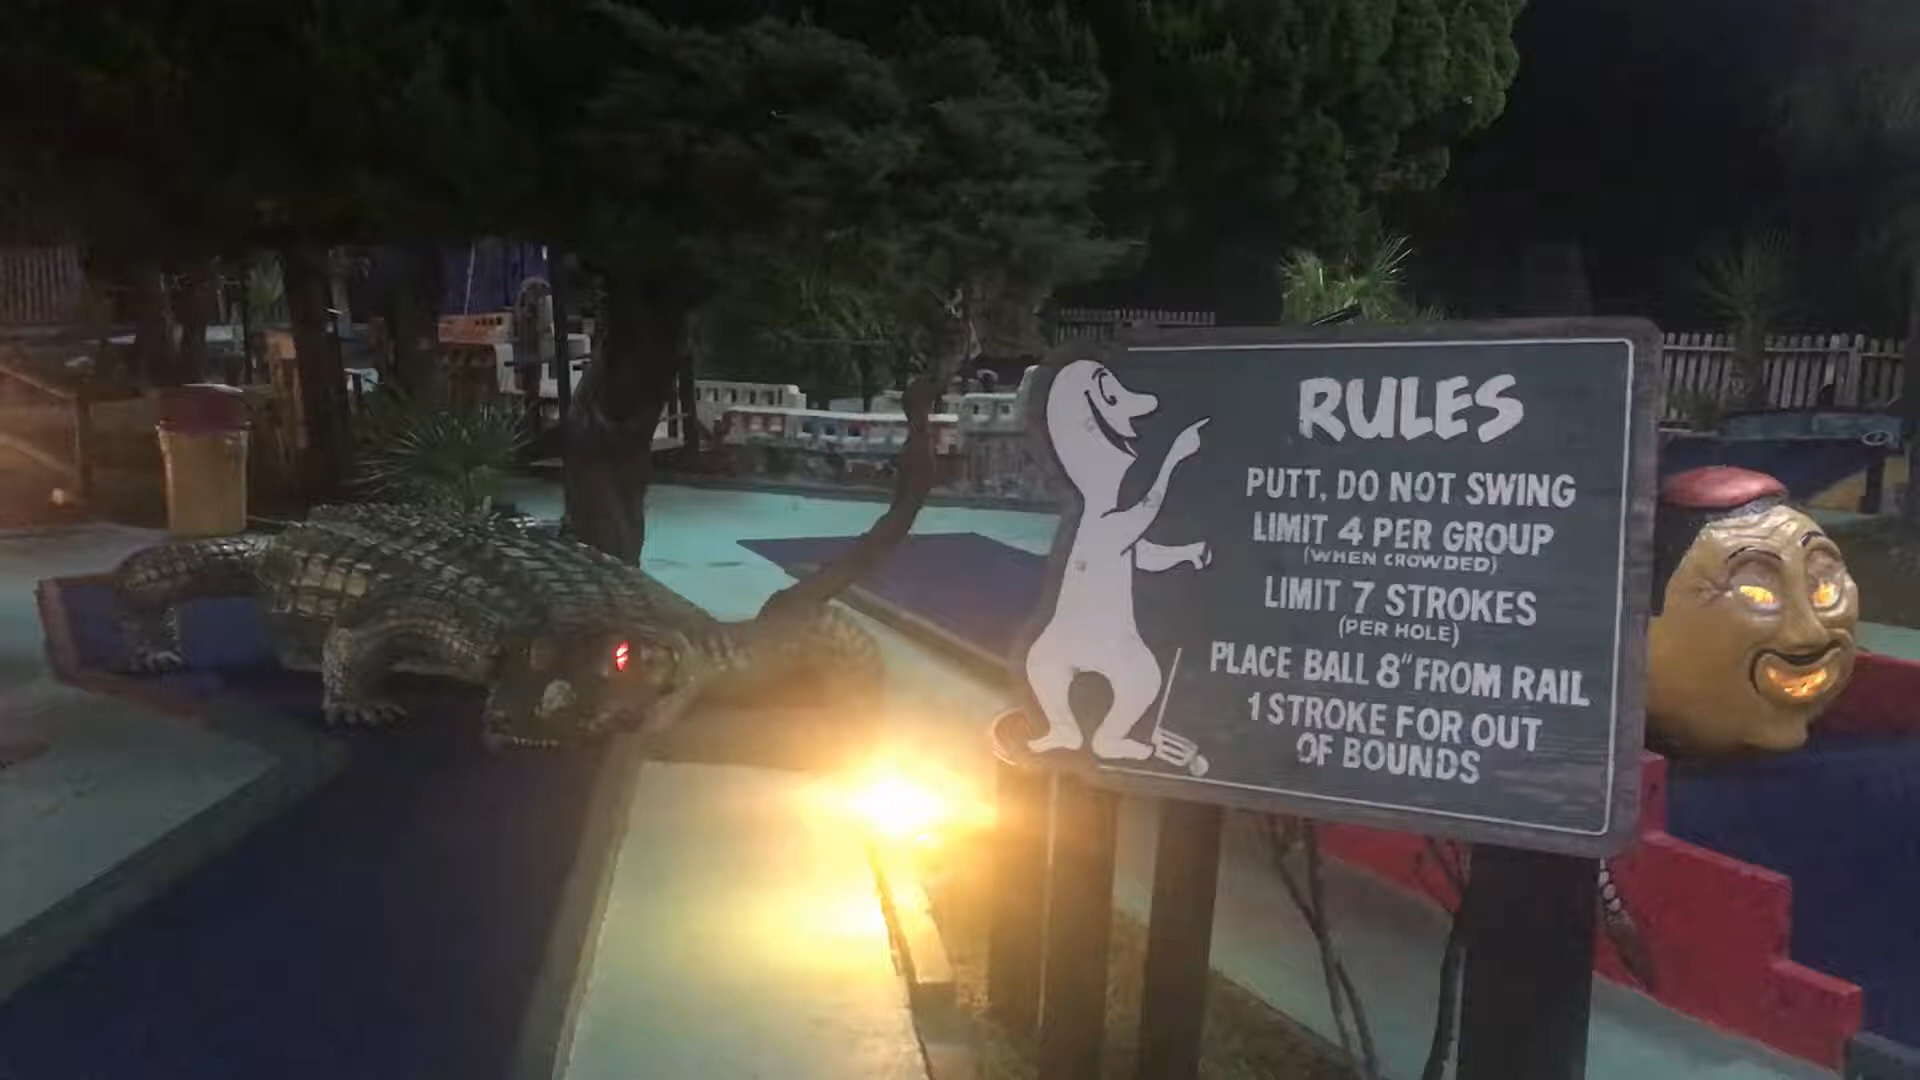 RULES
PUTT, DO NOT SWING
LIMIT 4 PER GROUP
(WHEN CROWDED)
LIMIT 7 STROKES
(PER HOLE)
PLACE BALL 8" FROM RAIL
1 STROKE FOR OUT
OF BOUNDS